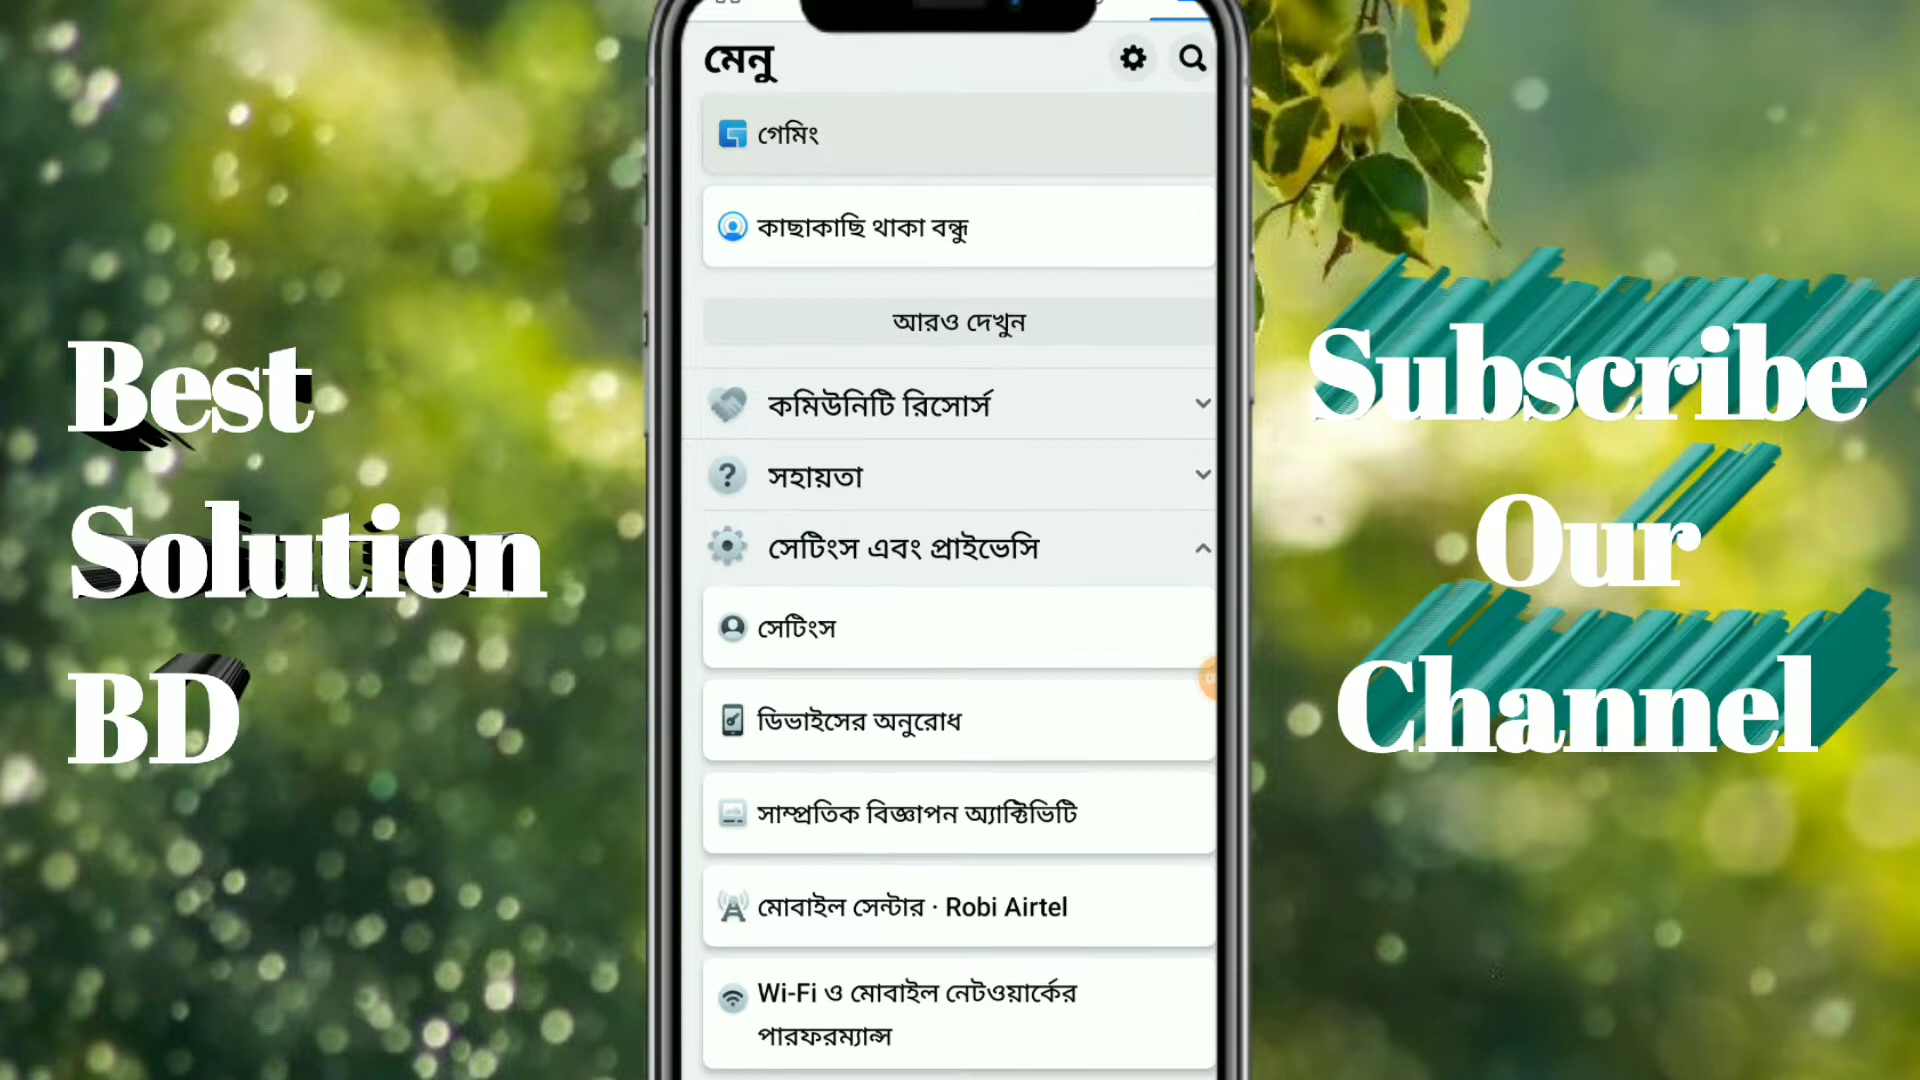 মেনু
গেমিং
কাছাকাছি থাকা বন্ধু
আরও দেখুন
কমিউনিটি রিসোর্স
সহায়তা
সেটিংস এবং প্রাইভেসি
সেটিংস
ডিভাইসের অনুরোধ
সাম্প্রতিক বিজ্ঞাপন অ্যাক্টিভিটি
মোবাইল সেন্টার · Robi Airtel
Wi-Fi ও মোবাইল নেটওয়ার্কের
পারফরম্যান্স
Best
Solution
BD
Subscribe
Our
Channel